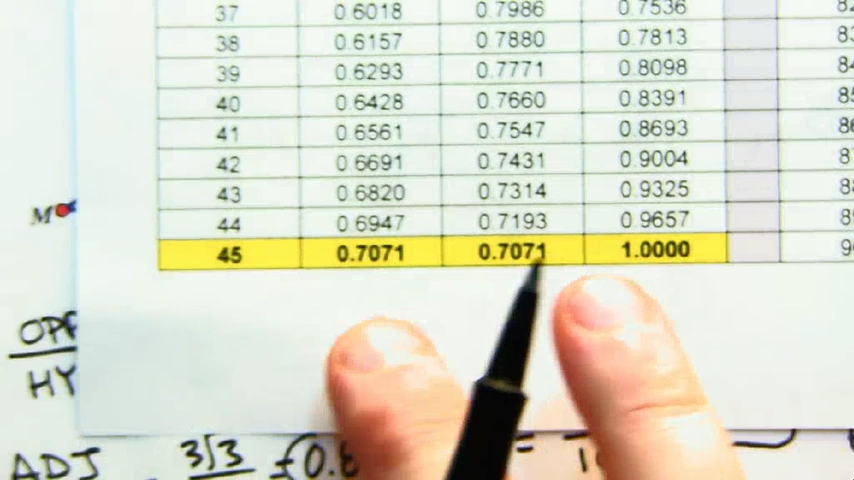 37 0.6018 0.7986 0.7536
38 0.6157 0.7880 0.7813
39 0.6293 0.7771 0.8098
40 0.6428 0.7660 0.8391
41 0.6561 0.7547 0.8693
42 0.6691 0.7431 0.9004
43 0.6820 0.7314 0.9325
M 44 0.6947 0.7193 0.9657
45 0.7071 0.7071 1.0000
HY
ADJ